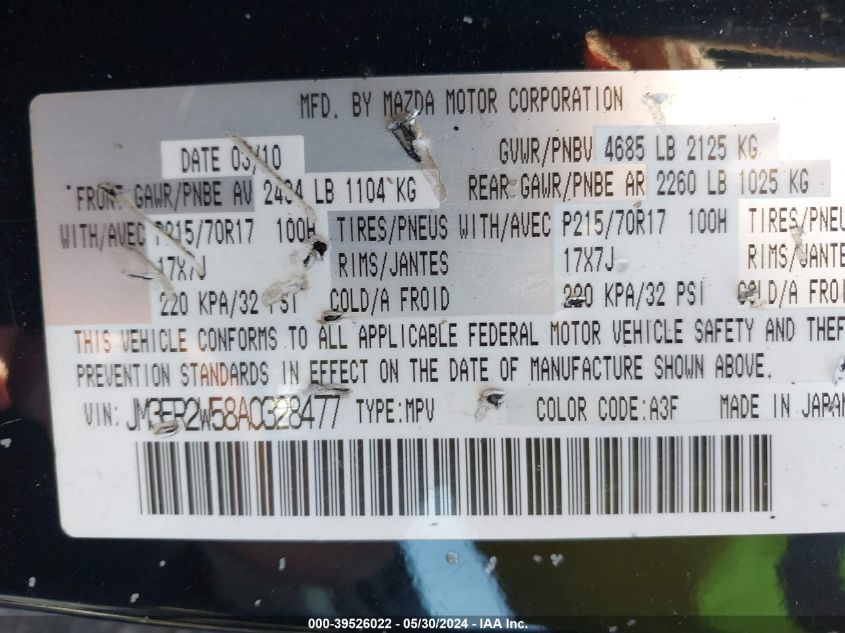 MFD. BY MAZDA MOTOR CORPORATION
DATE 03/10 GVWR/PNBV 4685 LB 2125 KG
FRONT GAWR/PNBE AV 2434 LB 1104 KG REAR GAWR/PNBE AR 2260 LB 1025 KG
WITH/AVEC P215/70R17 100H TIRES/PNEUS WITH/AVEC P215/70R17 100H TIRES/PNEU
17X7J RIMS/JANTES 17X7J RIMS/JANTE
220 KPA/32 PSI COLD/A FROID 220 KPA/32 PSI COLD/A FROI
THIS VEHICLE CONFORMS TO ALL APPLICABLE FEDERAL MOTOR VEHICLE SAFETY AND THEF
PREVENTION STANDARDS IN EFFECT ON THE DATE OF MANUFACTURE SHOWN ABOVE.
VIN: JM3ER2W58A0328477 TYPE:MPV COLOR CODE:A3F MADE IN JAPAN
000-39526022 - 05/30/2024 - IAA Inc.